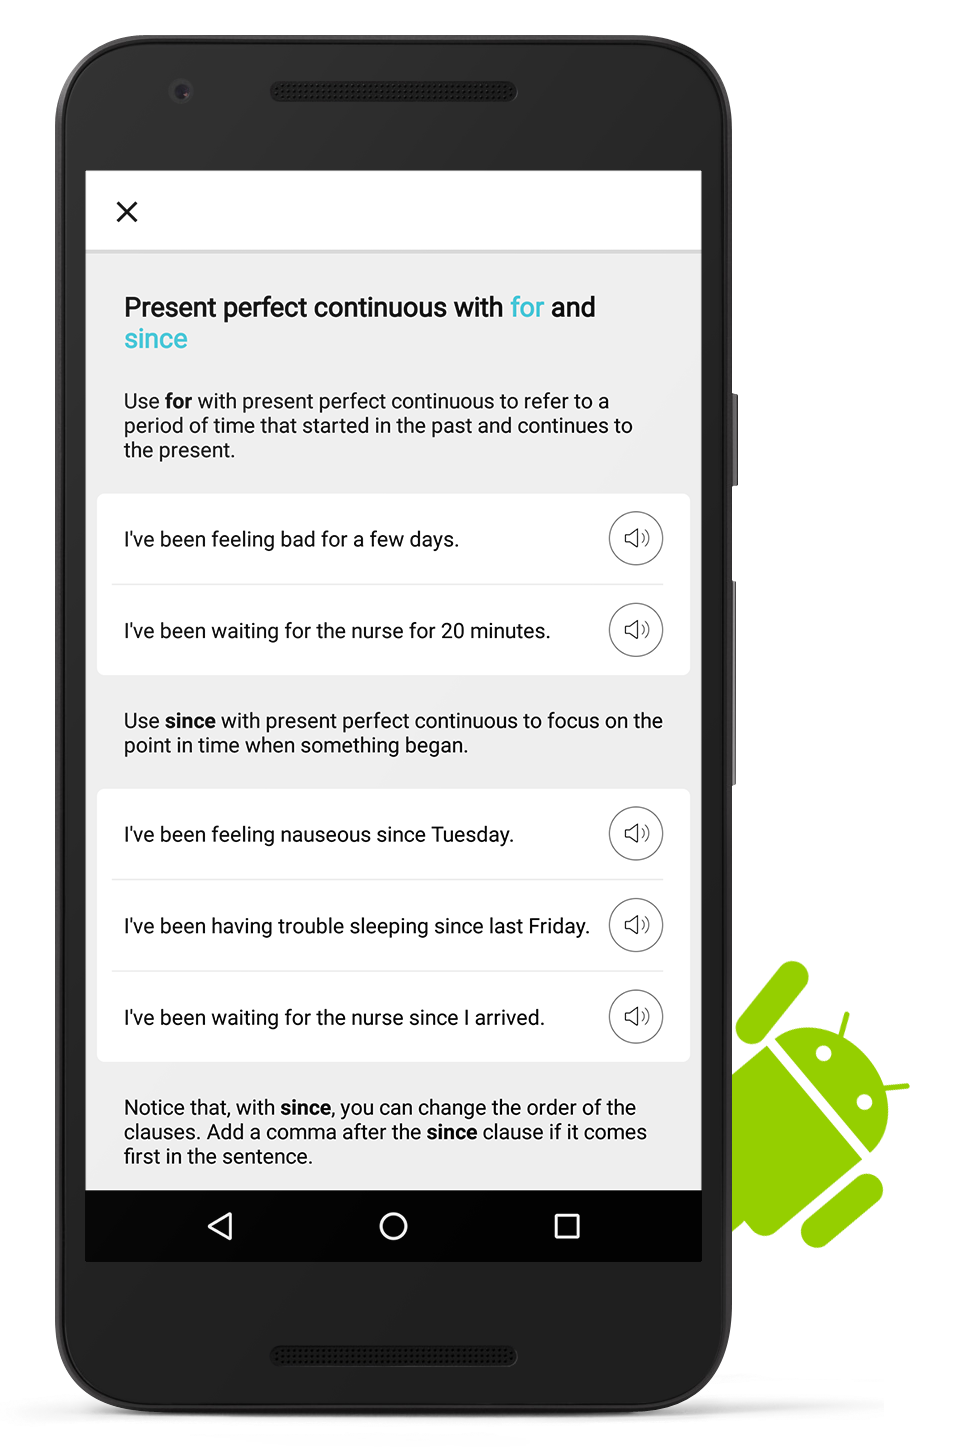 Present perfect continuous with for and
since
Use for with present perfect continuous to refer to a
period of time that started in the past and continues to
the present.
I've been feeling bad for a few days.
I've been waiting for the nurse for 20 minutes.
Use since with present perfect continuous to focus on the
point in time when something began.
I've been feeling nauseous since Tuesday.
I've been having trouble sleeping since last Friday.
I've been waiting for the nurse since I arrived.
Notice that, with since, you can change the order of the
clauses. Add a comma after the since clause if it comes
first in the sentence.